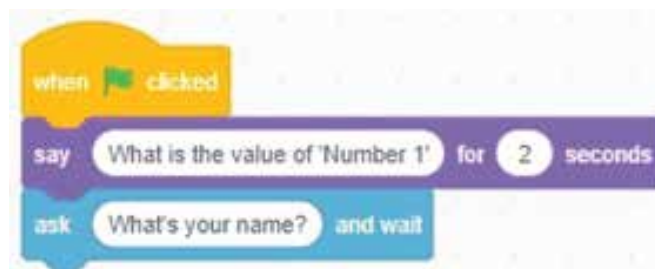 when clicked
say What is the value of 'Number 1' for 2 seconds
ask What's your name? and wait